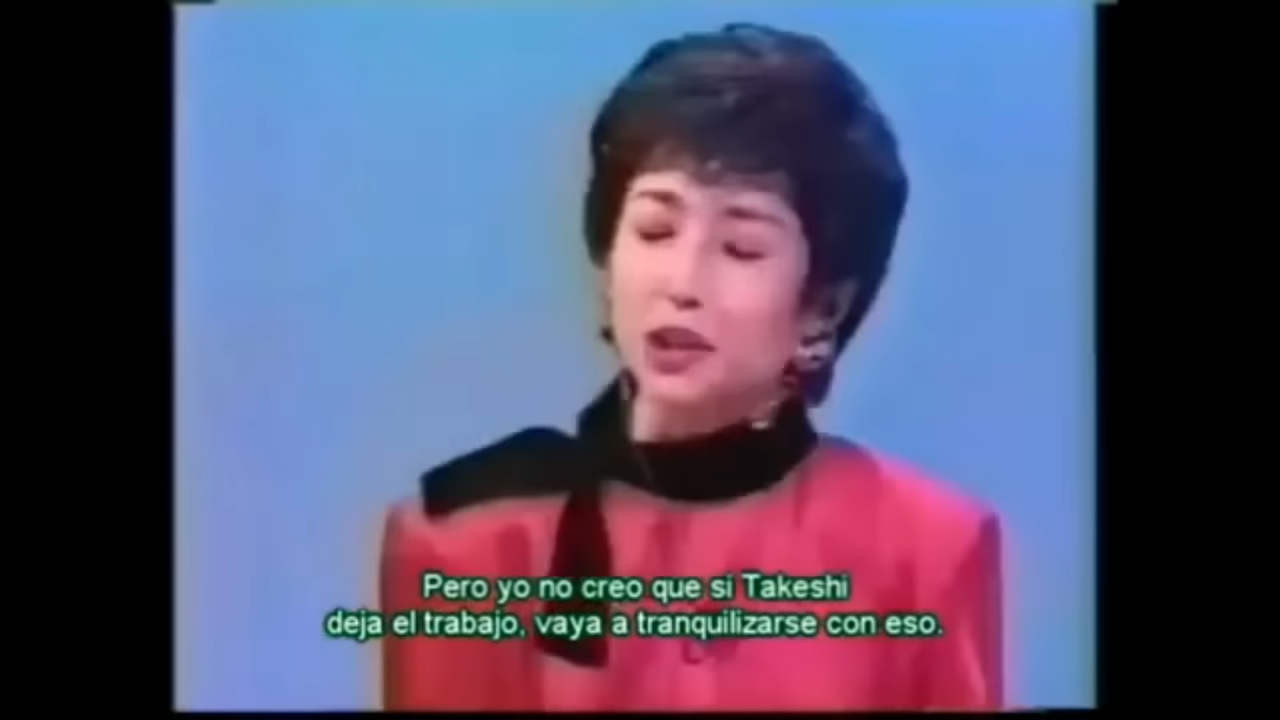 Pero yo no creo que si Takeshi
deja el trabajo, vaya a tranquilizarse con eso.